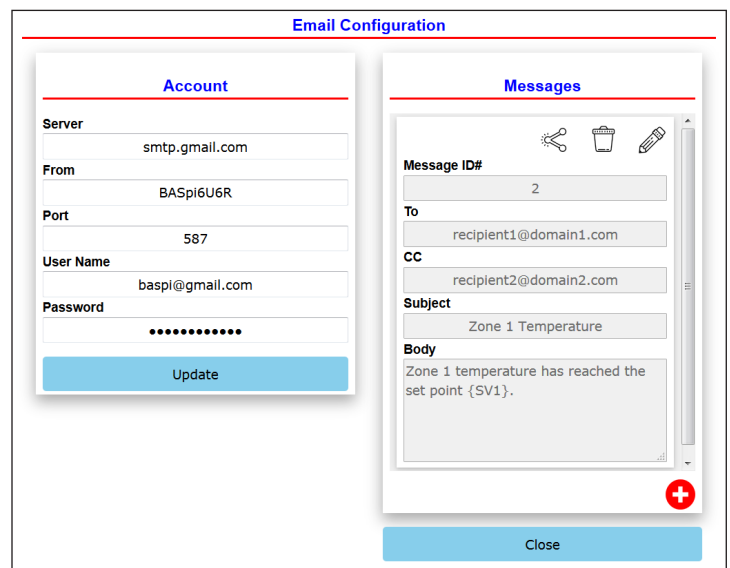 Email Configuration
Account
Server
smtp.gmail.com
From
BASpi6U6R
Port
587
User Name
baspi@gmail.com
Password
●●●●●●●●●●●●
Update
Messages
Message ID#
2
To
recipient1@domain1.com
CC
recipient2@domain2.com
Subject
Zone 1 Temperature
Body
Zone 1 temperature has reached the
set point {SV1}.
Close